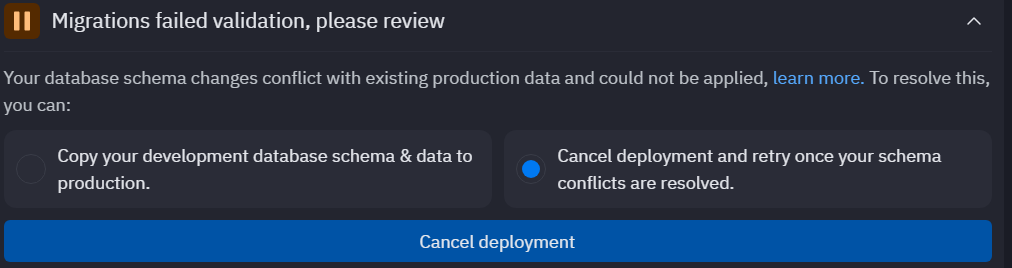 Migrations failed validation, please review
Your database schema changes conflict with existing production data and could not be applied, learn more. To resolve this,
you can:
Copy your development database schema & data to
production.
Cancel deployment and retry once your schema
conflicts are resolved.
Cancel deployment